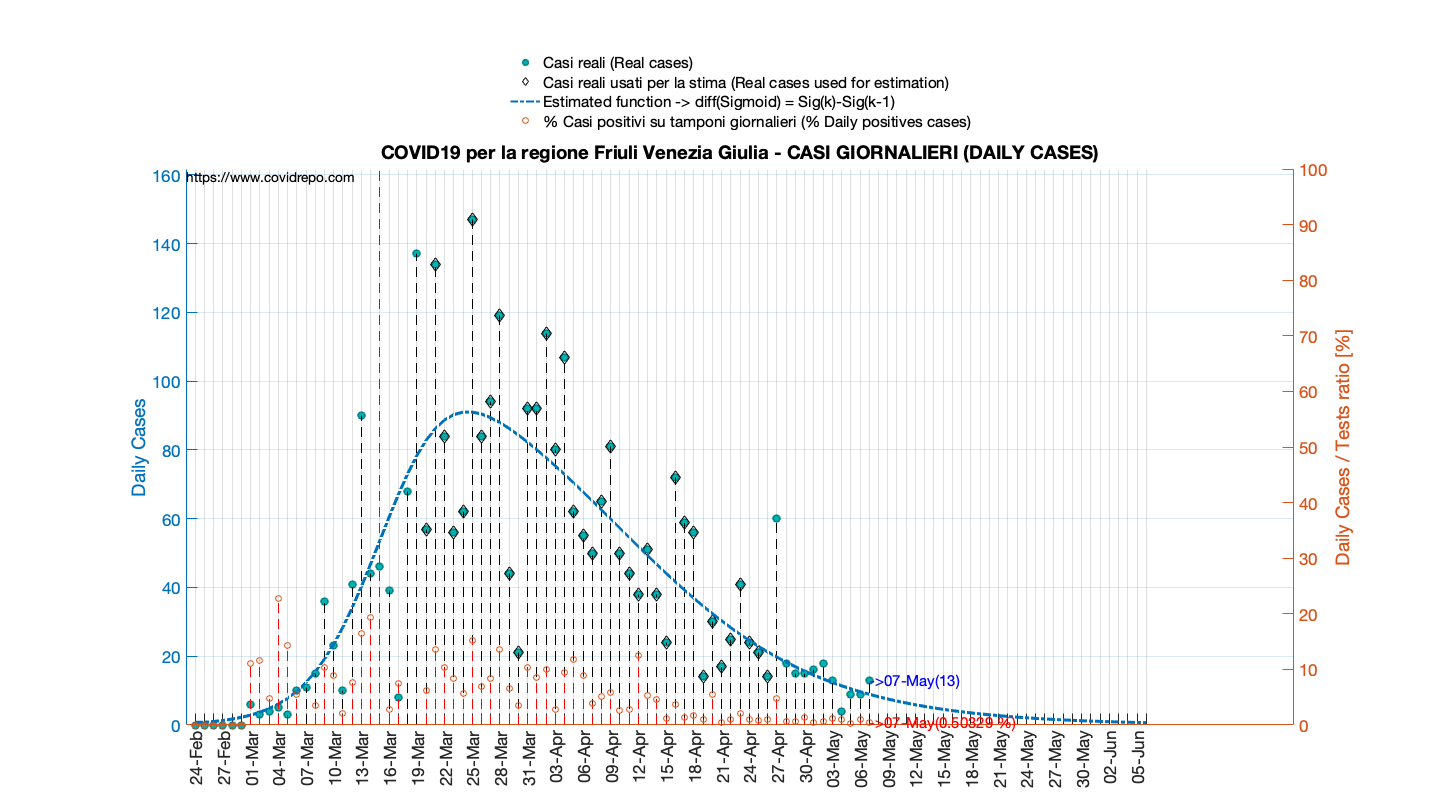 Casi reali (Real cases)
Casi reali usati per la stima (Real cases used for estimation)
Estimated function -> diff(Sigmoid) = Sig(k)-Sig(k-1)
% Casi positivi su tamponi giornalieri (% Daily positives cases)
COVID19 per la regione Friuli Venezia Giulia - CASI GIORNALIERI (DAILY CASES)
https://www.covidrepo.com
160
140
120
100
80
60
40
20
0
Daily Cases
100
90
80
70
60
50
40
30
20
10
0
Daily Cases / Tests ratio [%]
->07-May(13)
->07-May(0.50329 %)
24-Feb
27-Feb
01-Mar
04-Mar
07-Mar
10-Mar
13-Mar
16-Mar
19-Mar
22-Mar
25-Mar
28-Mar
31-Mar
03-Apr
06-Apr
09-Apr
12-Apr
15-Apr
18-Apr
21-Apr
24-Apr
27-Apr
30-Apr
03-May
06-May
09-May
12-May
15-May
18-May
21-May
24-May
27-May
30-May
02-Jun
05-Jun